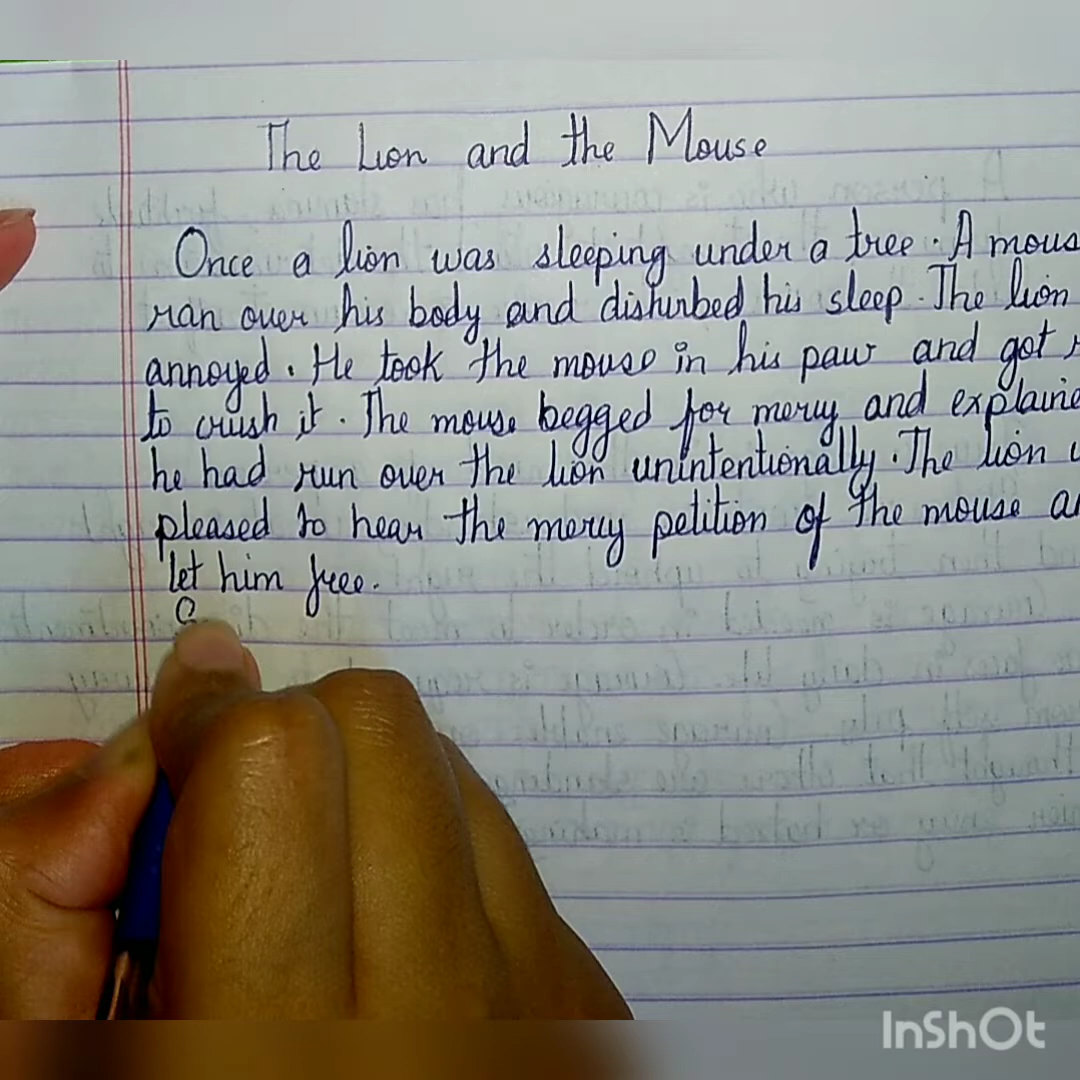 The Lion and the Mouse
Once a lion was sleeping under a tree. A mous
ran over his body and disturbed his sleep. The lion
annoyed. He took the mouse in his paw and got
to crush it. The mouse begged for mercy and explaine
he had run over the lion unintentionally. The lion
pleased to hear the mercy petition of the mouse a
let him free.
InShOt